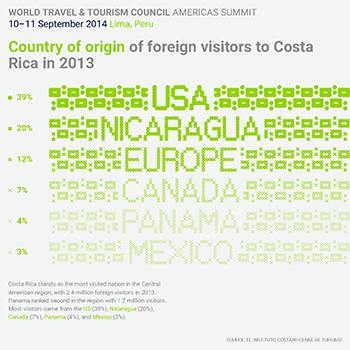 WORLD TRAVEL & TOURISM COUNCIL AMERICAS SUMMIT
10–11 September 2014 Lima, Peru
Country of origin of foreign visitors to Costa
Rica in 2013
39% USA
20% NICARAGUA
12% EUROPE
7% CANADA
4% PANAMA
3% MEXICO
Costa Rica stands as the most visited nation in the Central
American region, with 2.4 million foreign visitors in 2013.
Panama ranked second in the region with 1.7 million visitors.
Most visitors came from the US (39%), Nicaragua (20%),
Canada (7%), Panama (4%), and Mexico (3%).
SOURCE: EL INSTITUTO COSTARRICENSE DE TURISMO